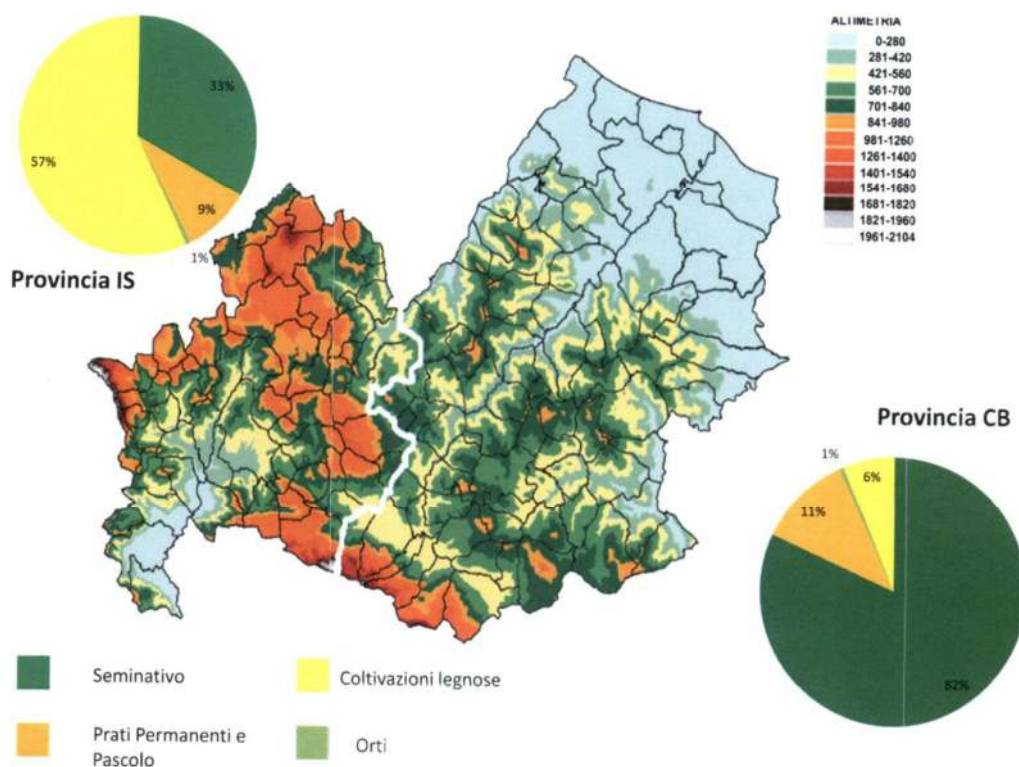 33%
57%
9%
1%
Provincia IS
ALTIMETRIA
0-280
281-420
421-560
561-700
701-840
841-980
981-1260
1261-1400
1401-1540
1541-1680
1681-1820
1821-1960
1961-2104
Provincia CB
1%
6%
11%
82%
Seminativo
Coltivazioni legnose
Prati Permanenti e
Pascolo
Orti